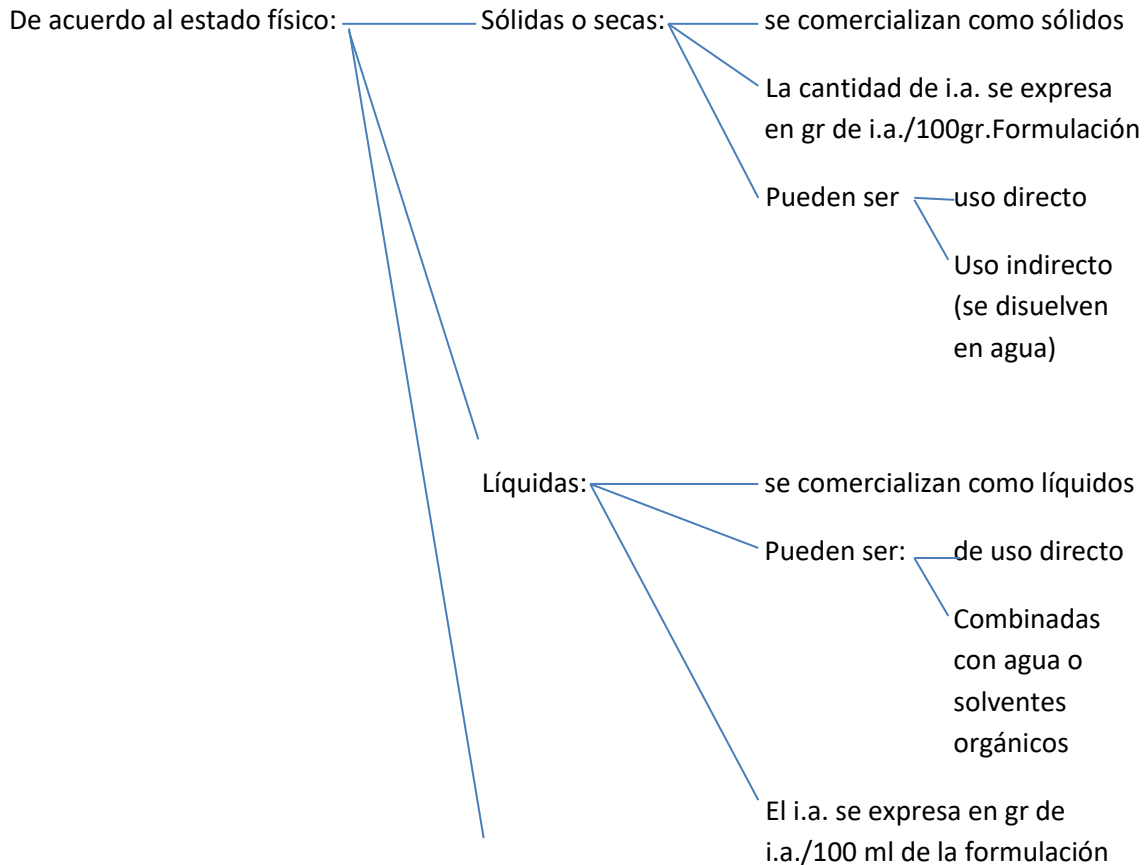 De acuerdo al estado físico: Sólidas o secas: se comercializan como sólidos
La cantidad de i.a. se expresa
en gr de i.a./100gr.Formulación
Pueden ser uso directo
Uso indirecto
(se disuelven
en agua)
Líquidas: se comercializan como líquidos
Pueden ser: de uso directo
Combinadas
con agua o
solventes
orgánicos
El i.a. se expresa en gr de
i.a./100 ml de la formulación